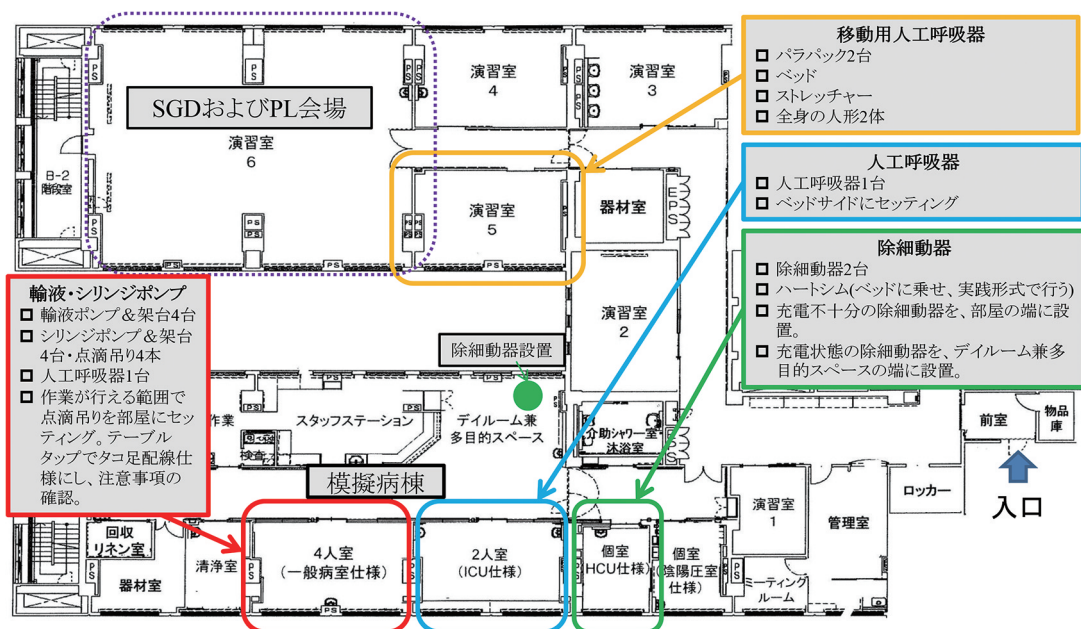 移動用人工呼吸器
パラパック2台
ベッド
ストレッチャー
全身の人形2体
人工呼吸器
人工呼吸器1台
ベッドサイドにセッティング
除細動器
除細動器2台
ハートシム(ベッドに乗せ、実践形式で行う)
充電不十分の除細動器を、部屋の端に設
置。
充電状態の除細動器を、デイルーム兼多
目的スペースの端に設置。
輸液・シリンジポンプ
輸液ポンプ&架台4台
シリンジポンプ&架台
4台・点滴吊り4本
人工呼吸器1台
作業が行える範囲で
点滴吊りを部屋にセッ
ティング。テーブル
タップでタコ足配線仕
様にし、注意事項の
確認。
SGDおよびPL会場
演習室
6
演習室
4
演習室
3
演習室
5
器材室
EPS
演習室
2
B-2
階段室
PS
PS
PS
PS
PS
PS
PS
PS
PS
PS
PS
PS
PS
除細動器設置
作業
検査
スタッフステーション
デイルーム兼
多目的スペース
介助シャワー室
沐浴室
模擬病棟
前室
物品
庫
入口
ロッカー
演習室
1
管理室
ミーティング
ルーム
回収
リネン室
器材室
清浄室
4人室
(一般病室仕様)
2人室
(ICU仕様)
個室
(HCU仕様)
個室
(陰陽圧室
仕様)